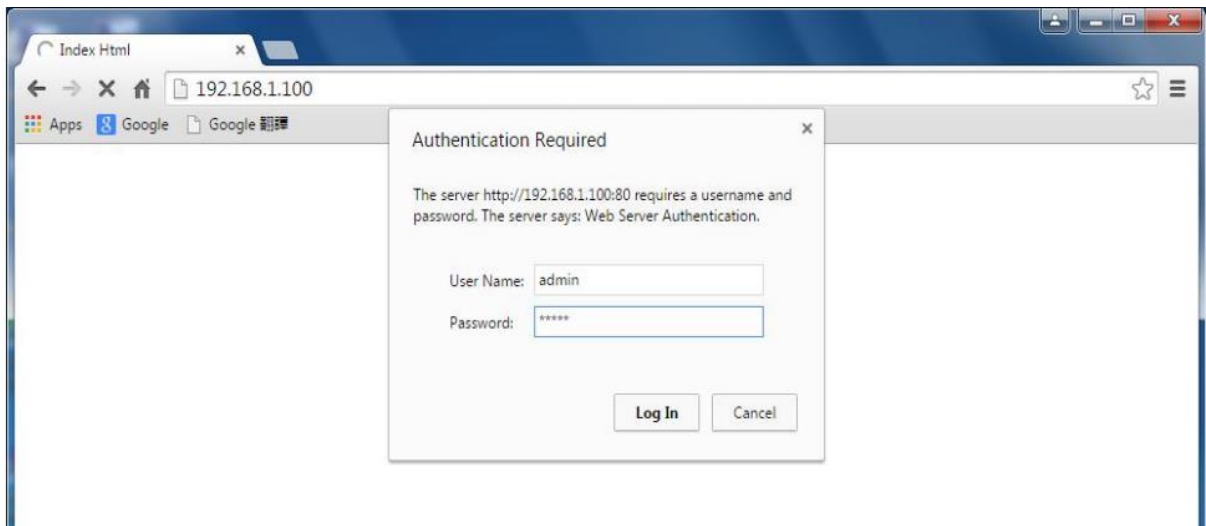 Index Html
192.168.1.100
Apps Google Google 翻譯
Authentication Required
The server http://192.168.1.100:80 requires a username and
password. The server says: Web Server Authentication.
User Name: admin
Password: *****
Log In Cancel